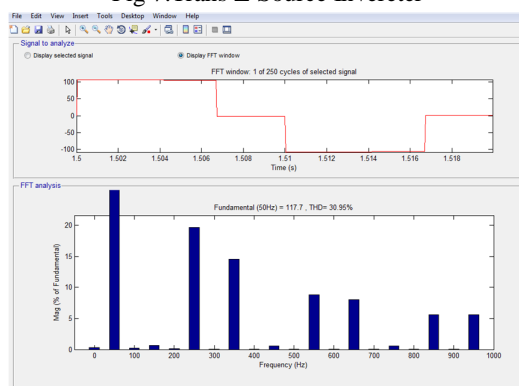 Fig 7.Trans Z Source Invereter
File Edit View Insert Tools Desktop Window Help
Signal to analyze
Display selected signal
Display FFT window
FFT window: 1 of 250 cycles of selected signal
100
50
0
-50
-100
1.5 1.502 1.504 1.506 1.508 1.51 1.512 1.514 1.516 1.518
Time (s)
FFT analysis
Fundamental (50Hz) = 117.7 , THD= 30.95%
20
15
10
5
0
Mag (% of Fundamental)
0 100 200 300 400 500 600 700 800 900 1000
Frequency (Hz)